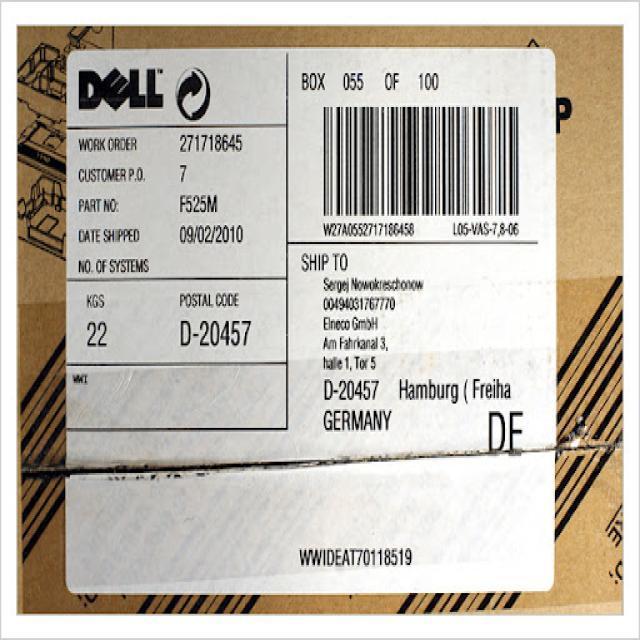 DELL™
BOX 055 OF 100
WORK ORDER 271718645
CUSTOMER P.O. 7
PART NO: F525M
DATE SHIPPED 09/02/2010
NO. OF SYSTEMS
W27A0552717186458 L05-VAS-7,8-06
KGS POSTAL CODE
22 D-20457
WWI
SHIP TO
Sergej Nowokreschonow
00494031767770
Elneco GmbH
Am Fahrkanal 3,
halle 1, Tor 5
D-20457 Hamburg ( Freiha
GERMANY
DE
WWIDEAT70118519
P